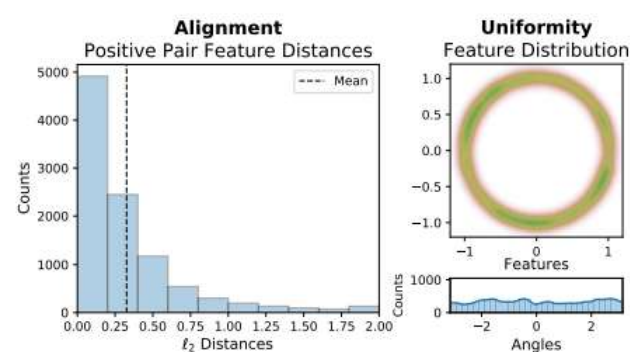 Alignment
Positive Pair Feature Distances
Mean
5000
4000
3000
2000
1000
0
Counts
0.00 0.25 0.50 0.75 1.00 1.25 1.50 1.75 2.00
ℓ₂ Distances
Uniformity
Feature Distribution
1.0
0.5
0.0
−0.5
−1.0
−1 0 1
Features
1000
0
Counts
−2 0 2
Angles